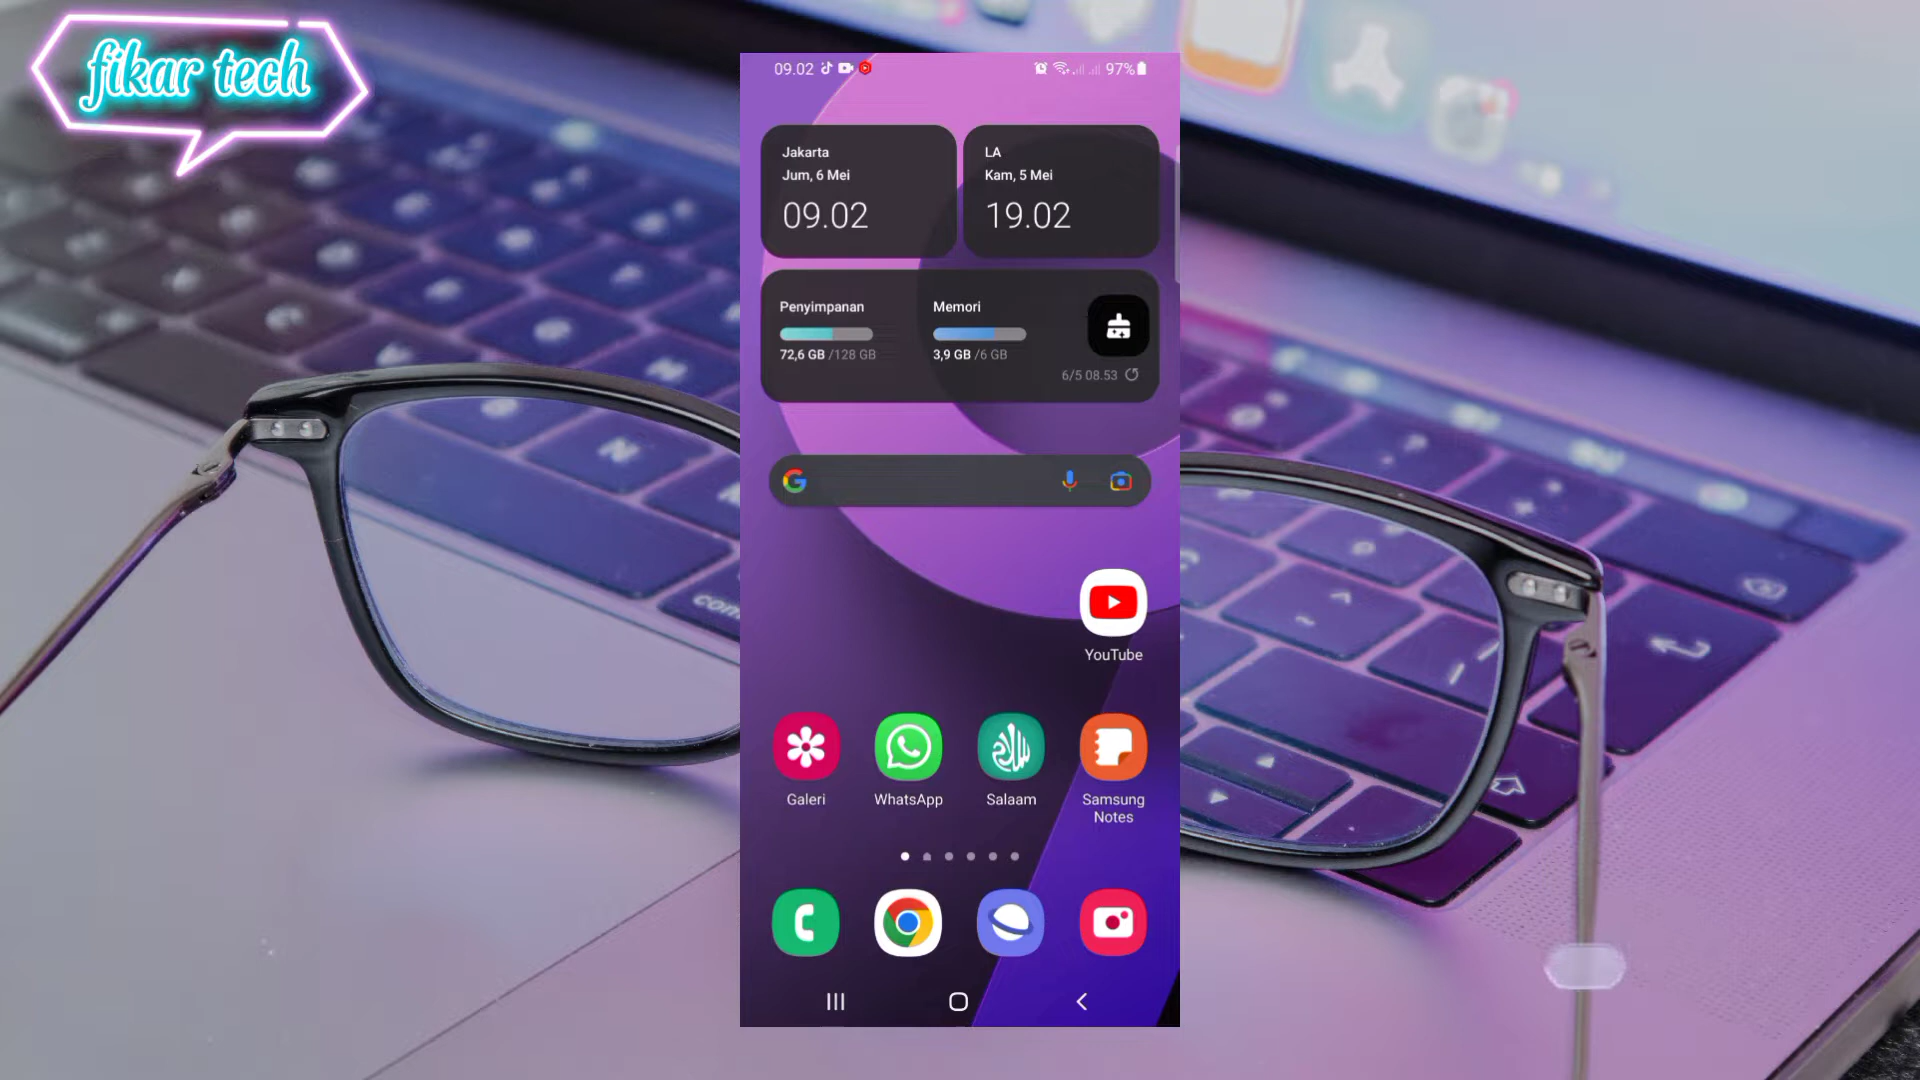 fikar tech
09.02
97%
Jakarta
Jum, 6 Mei
09.02
LA
Kam, 5 Mei
19.02
Penyimpanan
72,6 GB /128 GB
Memori
3,9 GB /6 GB
6/5 08.53
YouTube
Galeri
WhatsApp
Salaam
Samsung
Notes